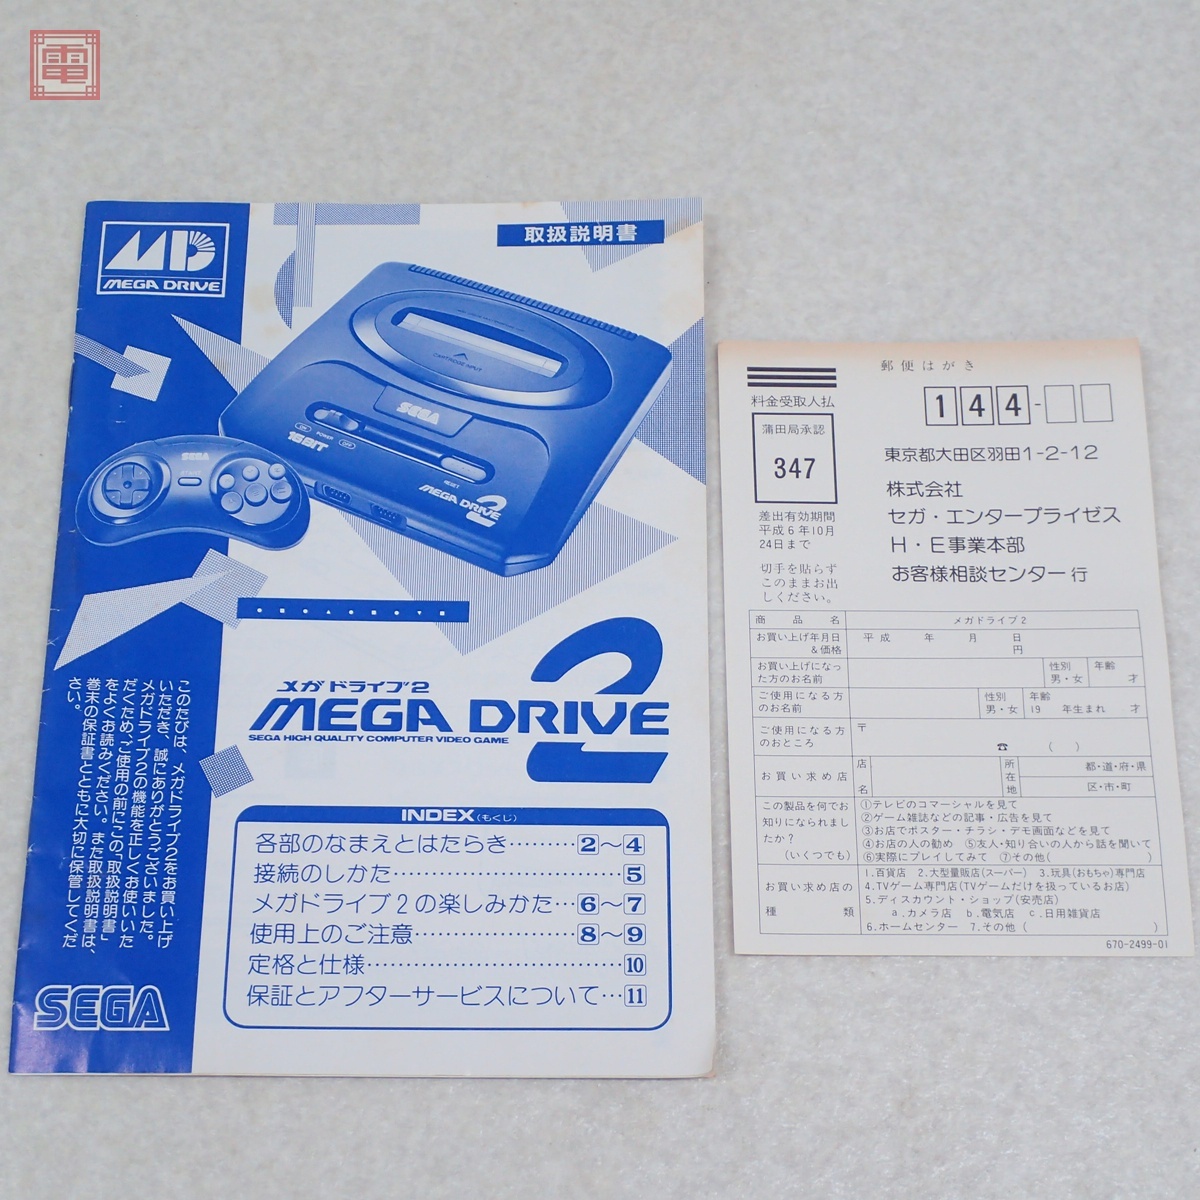 電
MD
MEGA DRIVE
取扱説明書
CARTRIDGE INPUT
SEGA
ON POWER OFF
16BIT
RESET
MEGA DRIVE 2
SEGA
START
メガドライブ2
MEGA DRIVE 2
SEGA HIGH QUALITY COMPUTER VIDEO GAME
このたびは、メガドライブ2をお買い上げ
いただき、誠にありがとうございました。
メガドライブ2の機能を正しくお使いいた
だくため、ご使用の前にこの「取扱説明書」
をよくお読みください。また取扱説明書は、
巻末の保証書とともに大切に保管してくだ
さい。
SEGA
INDEX(もくじ)
各部のなまえとはたらき………2〜4
接続のしかた…………………………5
メガドライブ2の楽しみかた…6〜7
使用上のご注意…………………8〜9
定格と仕様……………………………10
保証とアフターサービスについて…11
郵便はがき
料金受取人払
蒲田局承認
347
差出有効期間
平成6年10月
24日まで
切手を貼らず
このままお出
しください。
144-
東京都大田区羽田1-2-12
株式会社
セガ・エンタープライゼス
H・E事業本部
お客様相談センター 行
商品名 メガドライブ2
お買い上げ年月日 平成 年 月 日
&価格 円
お買い上げになっ 性別 年齢
た方のお名前 男・女 才
ご使用になる方 性別 年齢
のお名前 男・女 19 年生まれ 才
ご使用になる方 〒
のおところ ☎ ( )
お買い求め店 店名 所在地 都・道・府・県
区・市・町
この製品を何でお
知りになられまし
たか?
(いくつでも)
①テレビのコマーシャルを見て
②ゲーム雑誌などの記事・広告を見て
③お店でポスター・チラシ・デモ画面などを見て
④お店の人の勧め ⑤友人・知り合いの人から話を聞いて
⑥実際にプレイしてみて ⑦その他( )
お買い求め店の
種類
1.百貨店 2.大型量販店(スーパー) 3.玩具(おもちゃ)専門店
4.TVゲーム専門店(TVゲームだけを扱っているお店)
5.ディスカウント・ショップ(安売店)
a.カメラ店 b.電気店 c.日用雑貨店
6.ホームセンター 7.その他( )
670-2499-01